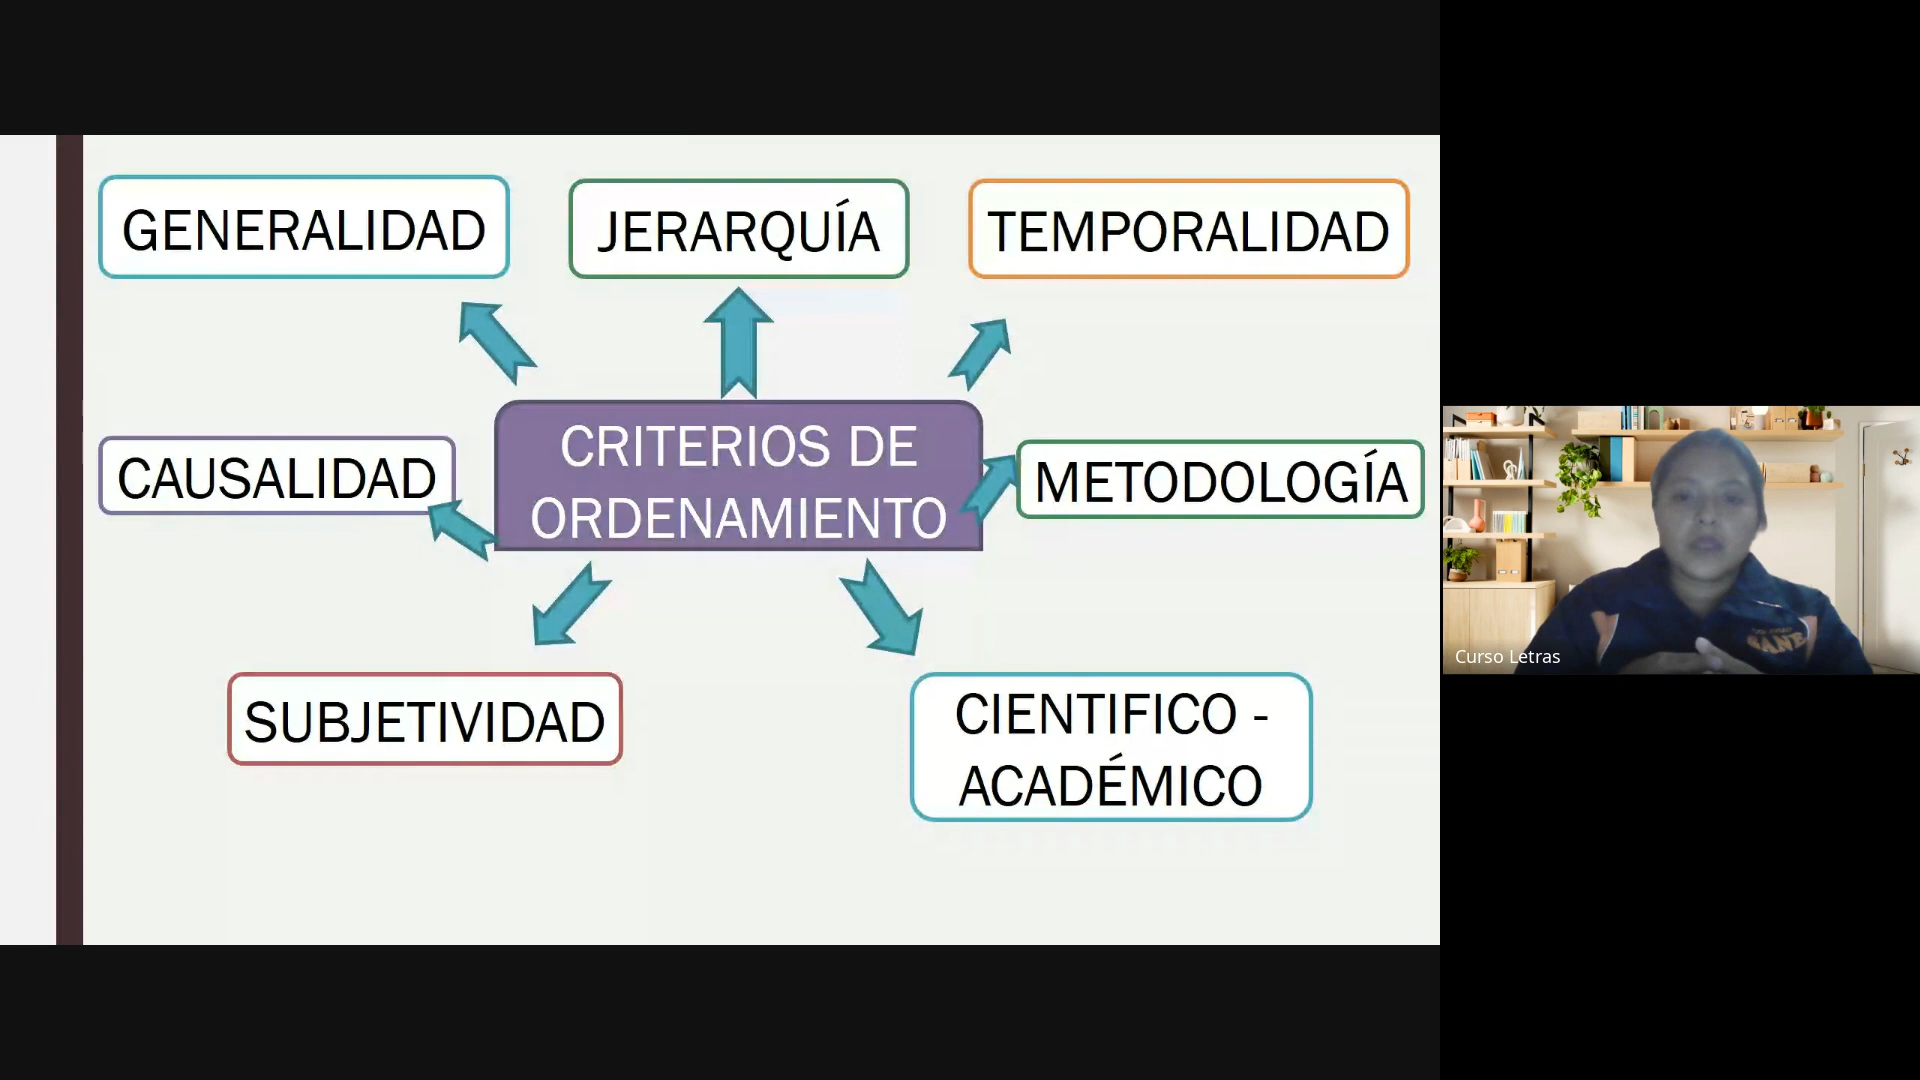 GENERALIDAD
JERARQUÍA
TEMPORALIDAD
CAUSALIDAD
CRITERIOS DE
ORDENAMIENTO
METODOLOGÍA
SUBJETIVIDAD
CIENTIFICO -
ACADÉMICO
Curso Letras